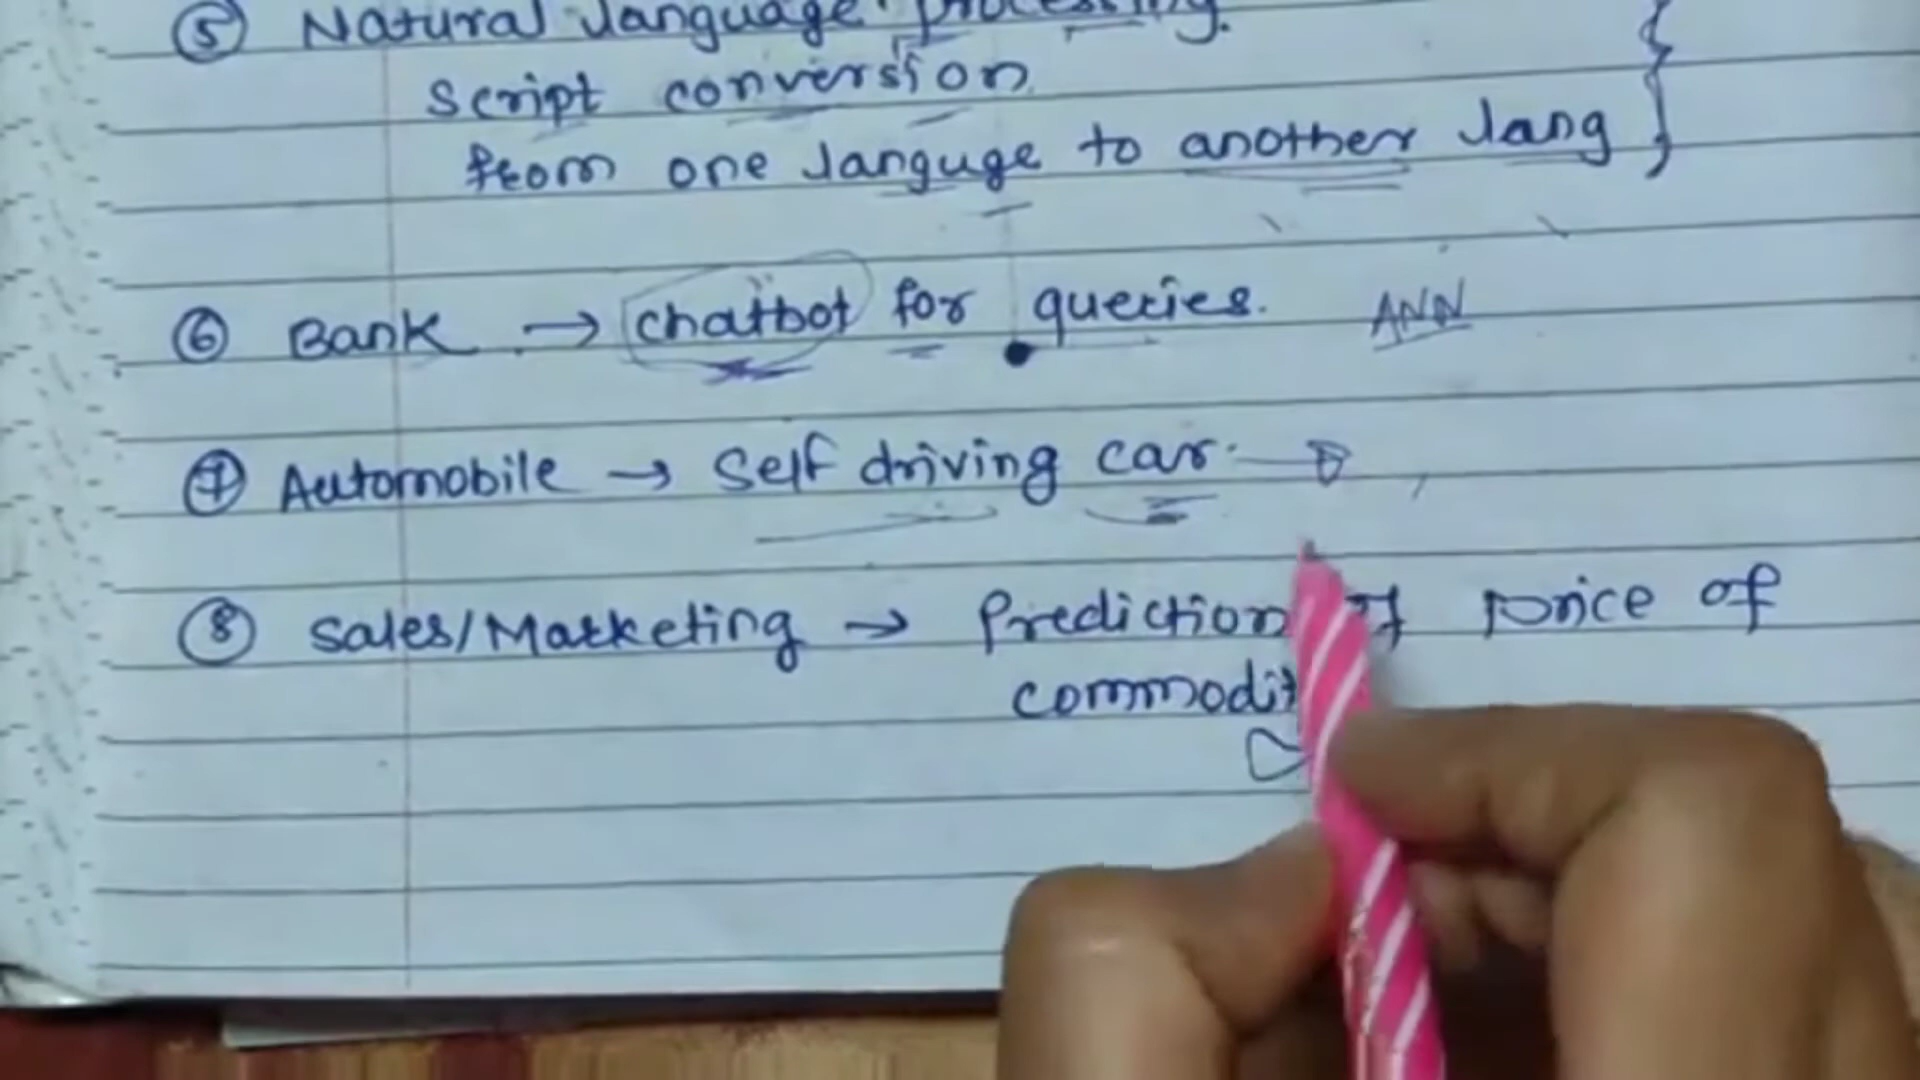 ⑤ Natural language processing.
script conversion
from one languge to another lang
⑥ Bank → chatbot for queries. ANN
⑦ Automobile → Self driving car. →
⑧ Sales/Marketing → Prediction of price of